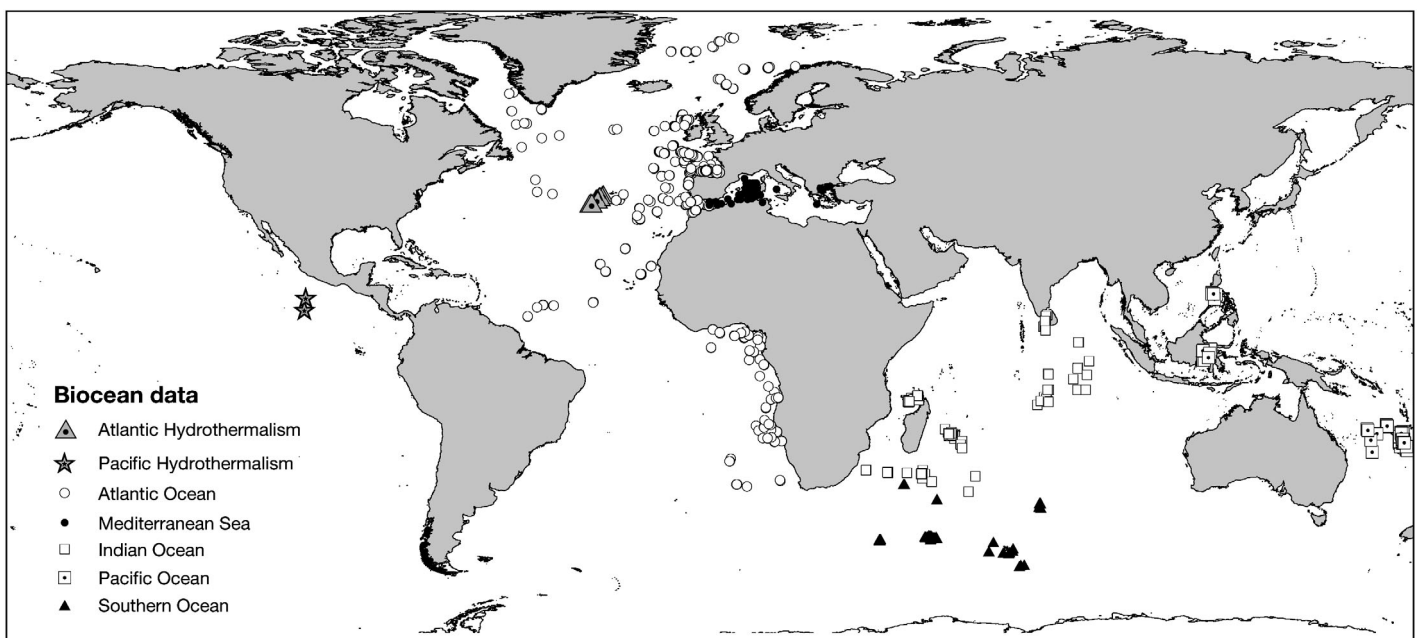 Biocean data
Atlantic Hydrothermalism
Pacific Hydrothermalism
Atlantic Ocean
Mediterranean Sea
Indian Ocean
Pacific Ocean
Southern Ocean